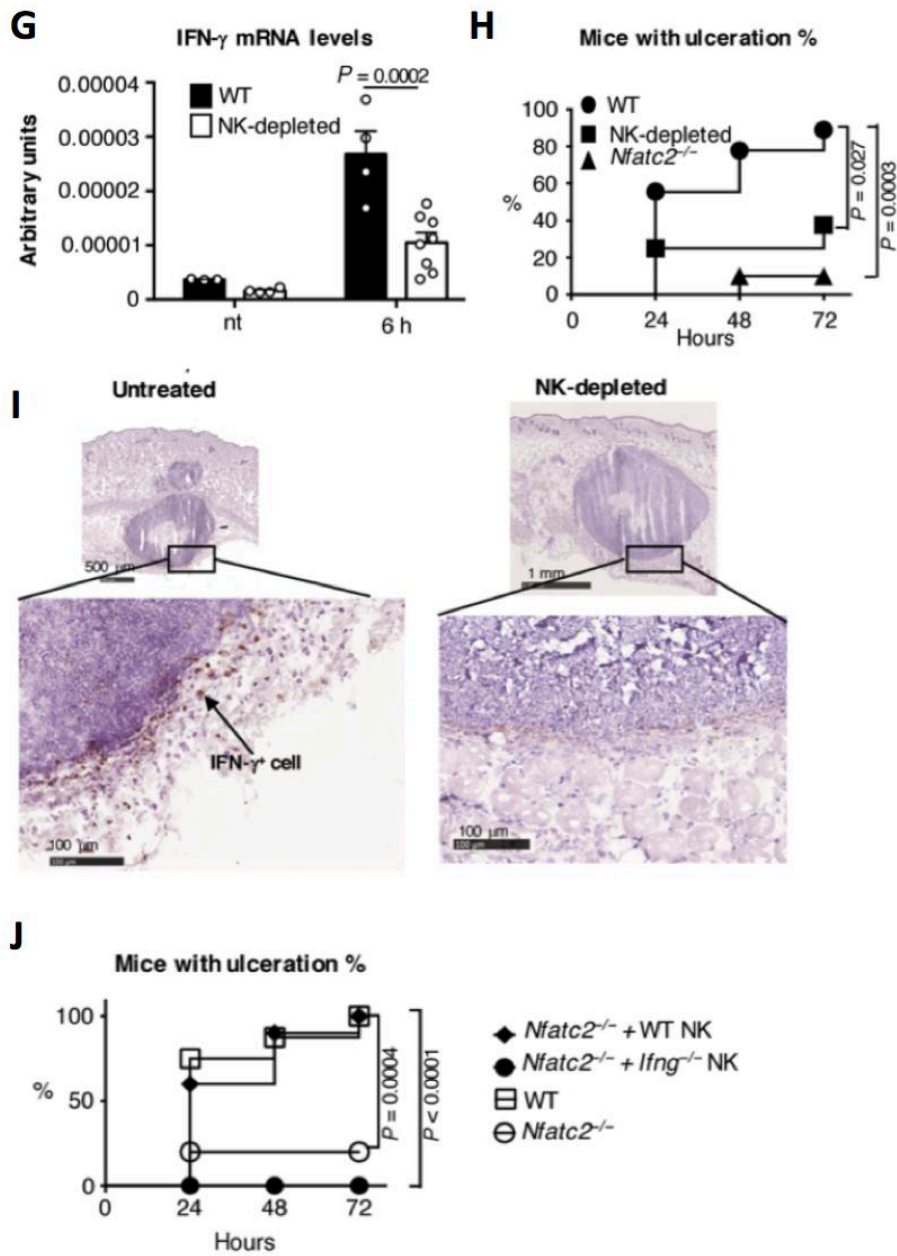 G
IFN-γ mRNA levels
P = 0.0002
WT
NK-depleted
Arbitrary units
0.00004
0.00003
0.00002
0.00001
0
nt
6 h
H
Mice with ulceration %
WT
NK-depleted
Nfatc2⁻/⁻
%
100
80
60
40
20
0
0 24 48 72
Hours
P = 0.027
P = 0.0003
I
Untreated
500 μm
IFN-γ⁺ cell
100 μm
100 μm
NK-depleted
1 mm
100 μm
100 μm
J
Mice with ulceration %
%
100
50
0
0 24 48 72
Hours
P = 0.0004
P < 0.0001
Nfatc2⁻/⁻ + WT NK
Nfatc2⁻/⁻ + Ifng⁻/⁻ NK
WT
Nfatc2⁻/⁻